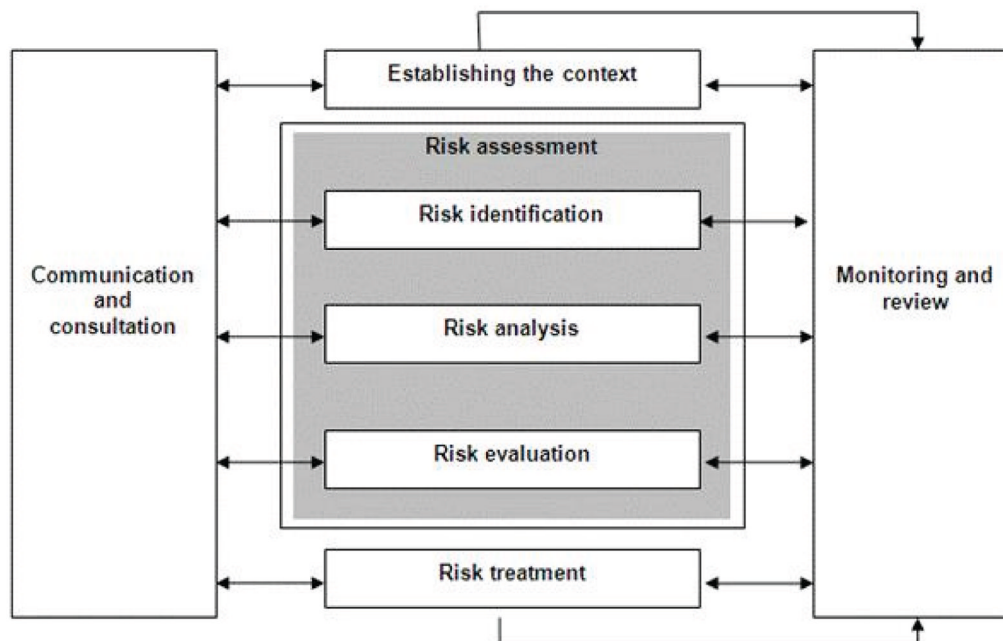 Establishing the context
Risk assessment
Risk identification
Communication
and
consultation
Monitoring and
review
Risk analysis
Risk evaluation
Risk treatment